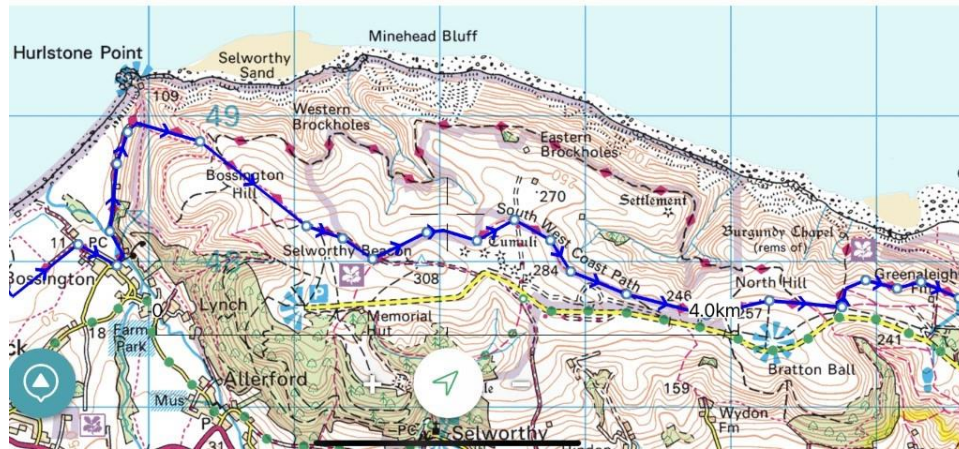 Minehead Bluff
Hurlstone Point
Selworthy
Sand
109
49
Western
Brockholes
Eastern
Brockholes
Bossington
Hill
270
Settlement
South West Coast Path
Burgundy Chapel
(rems of)
11
PC
Selworthy Beacon
Cumuli
48
Bossington
308
284
North Hill
Greenaleigh
246
4.0km
257
P
Lynch
Memorial
Hut
18
Farm
Park
241
Bratton Ball
Allerford
159
Mus
Wydon
Fm
P
31
PC
Selworthy